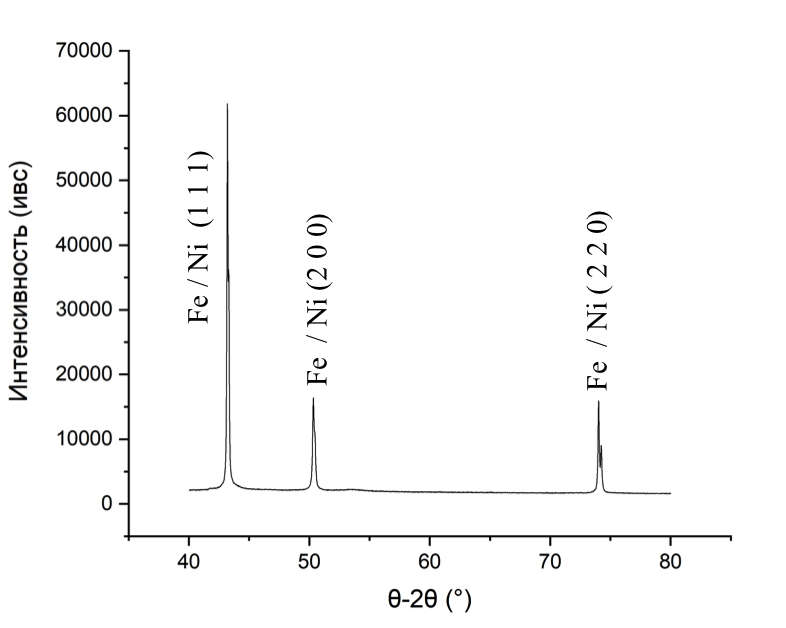 70000
60000
50000
40000
30000
20000
10000
0
Интенсивность (ивс)
Fe / Ni (1 1 1)
Fe / Ni (2 0 0)
Fe / Ni ( 2 2 0)
40 50 60 70 80
θ-2θ (°)